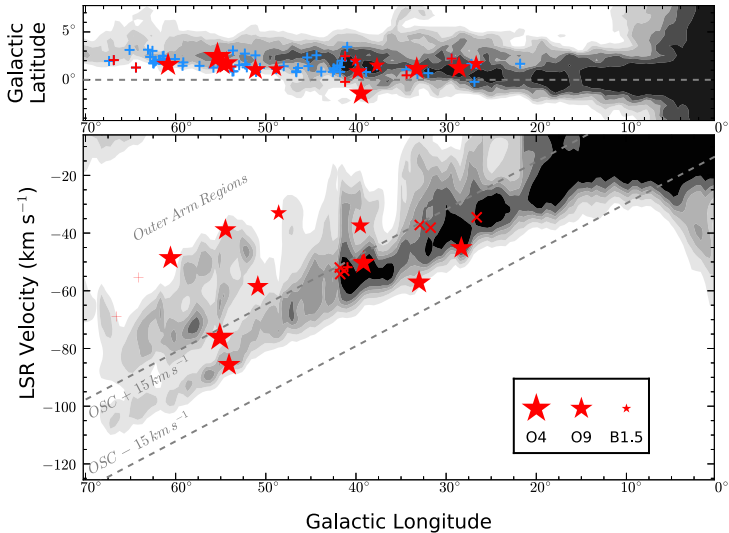 Galactic
Latitude
5°
0°
70° 60° 50° 40° 30° 20° 10° 0°
LSR Velocity (km s⁻¹)
−20
−40
−60
−80
−100
−120
Outer Arm Regions
OSC + 15 km s⁻¹
OSC − 15 km s⁻¹
O4 O9 B1.5
70° 60° 50° 40° 30° 20° 10° 0°
Galactic Longitude